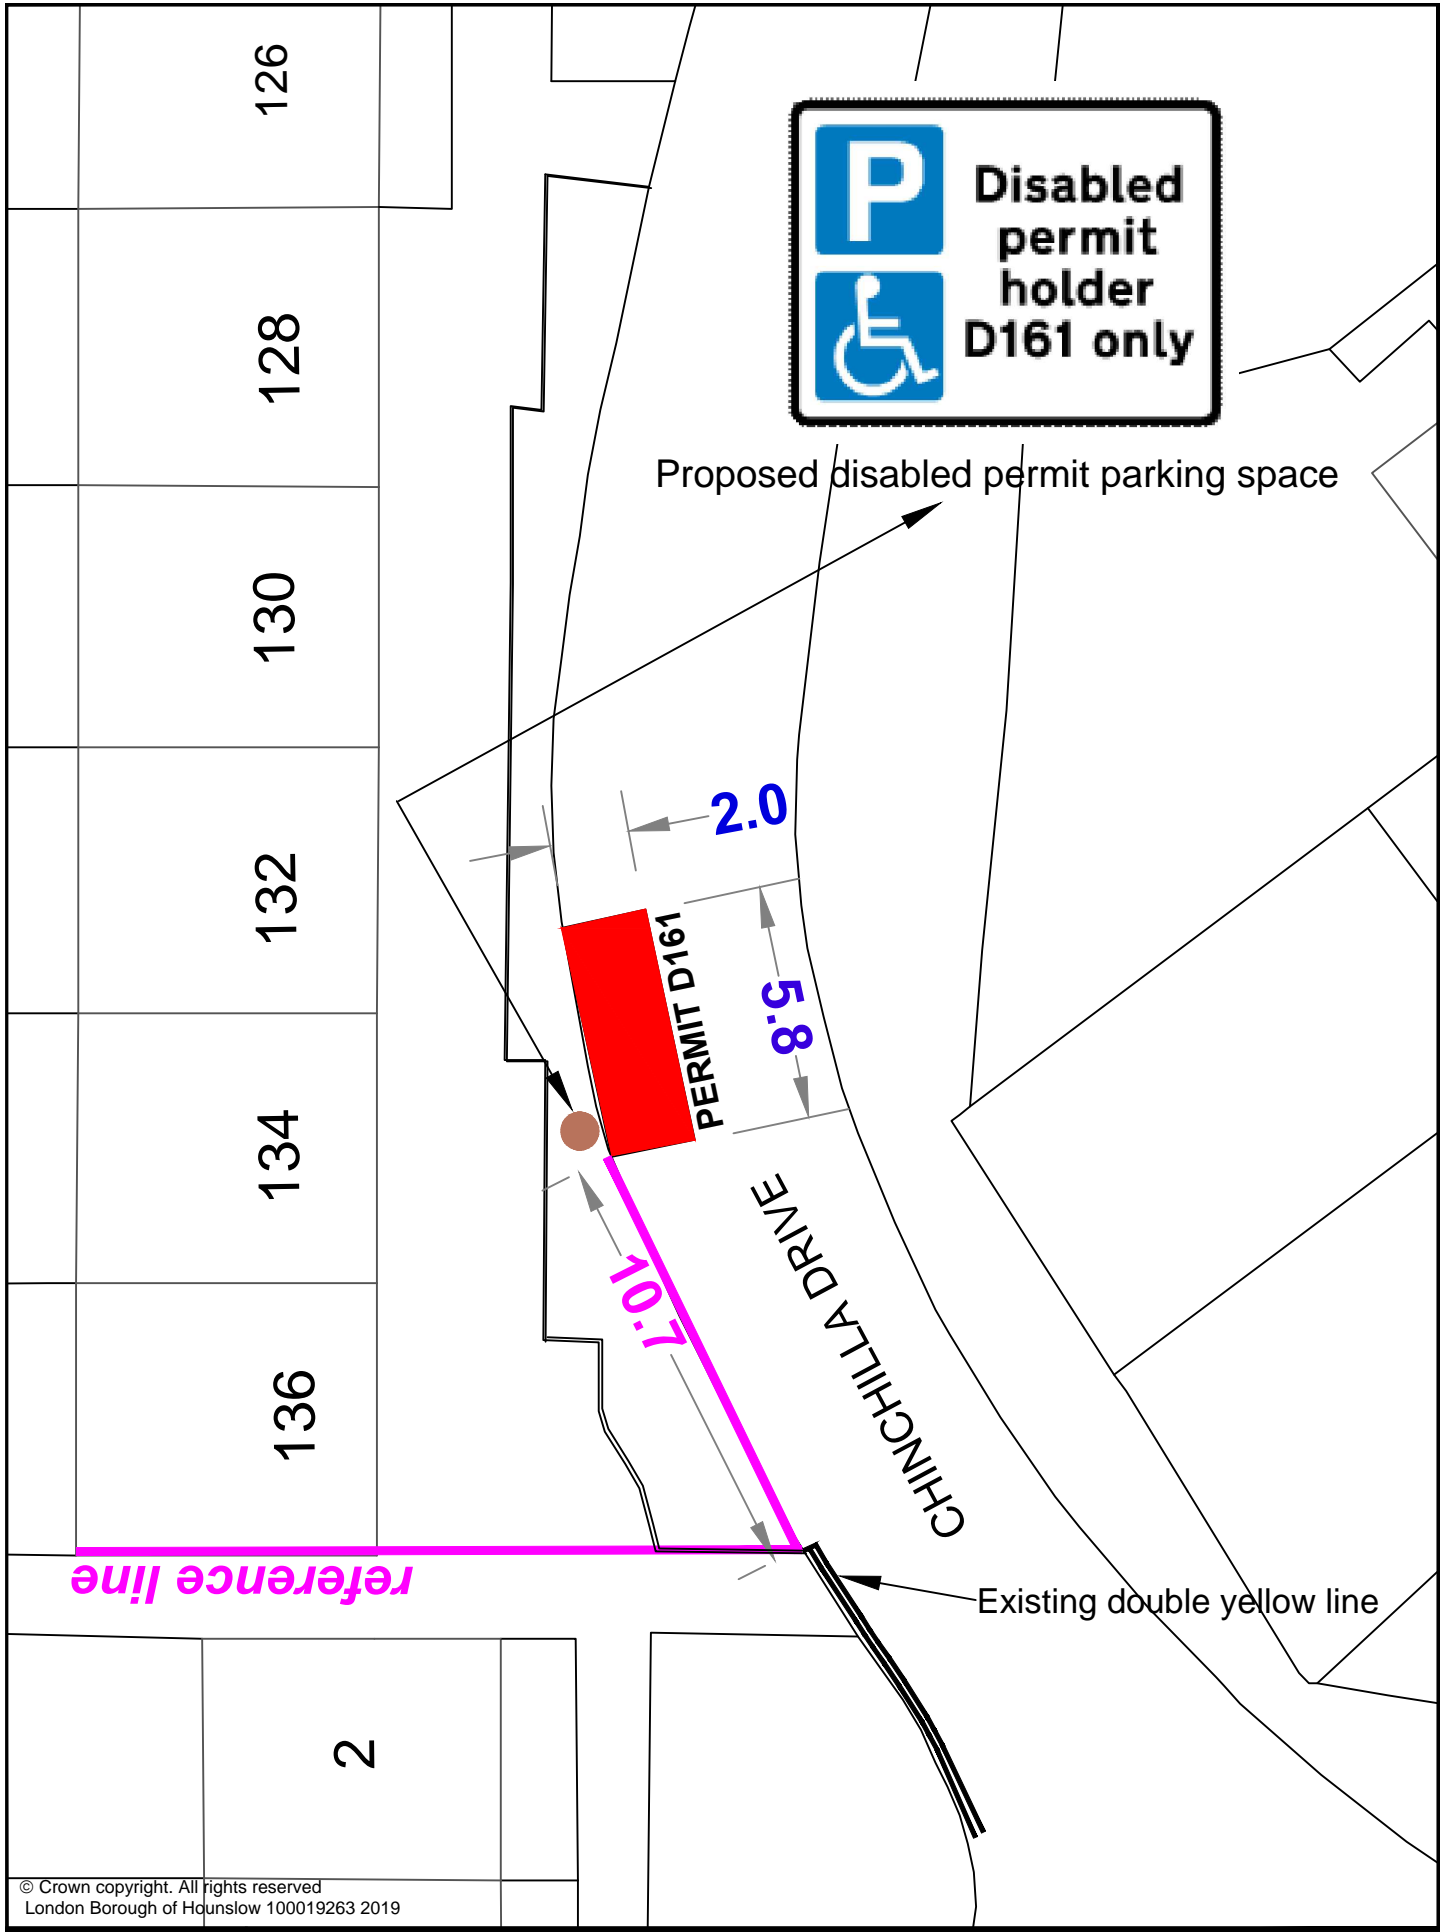 126
P
Disabled
permit
holder
D161 only
128
Proposed disabled permit parking space
130
2.0
132
PERMIT D161
5.8
134
CHINCHILLA DRIVE
10.7
136
reference line
Existing double yellow line
2
© Crown copyright. All rights reserved
London Borough of Hounslow 100019263 2019